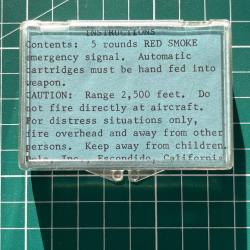 INSTRUCTIONS
Contents: 5 rounds RED SMOKE
emergency signal. Automatic
cartridges must be hand fed into
weapon.
CAUTION: Range 2,500 feet. Do
not fire directly at aircraft.
For distress situations only,
fire overhead and away from other
persons. Keep away from children.
Inc., Escondido, California